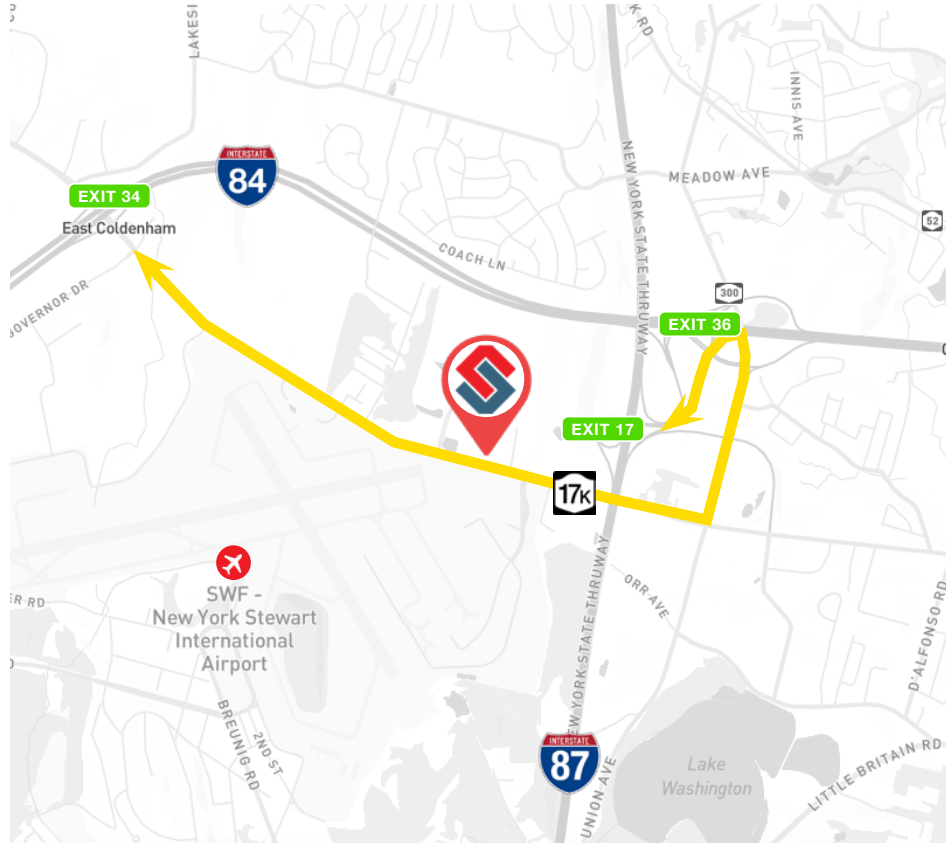 LAKESI
K RD
INNIS AVE
INTERSTATE
84
NEW YORK STATE THRUWAY
MEADOW AVE
EXIT 34
East Coldenham
52
COACH LN
GOVERNOR DR
300
EXIT 36
EXIT 17
17K
SWF -
New York Stewart
International
Airport
ER RD
ORR AVE
NEW YORK STATE THRUWAY
D'ALFONSO RD
BREUNIG RD
2ND ST
INTERSTATE
87
UNION AVE
Lake
Washington
LITTLE BRITAIN RD